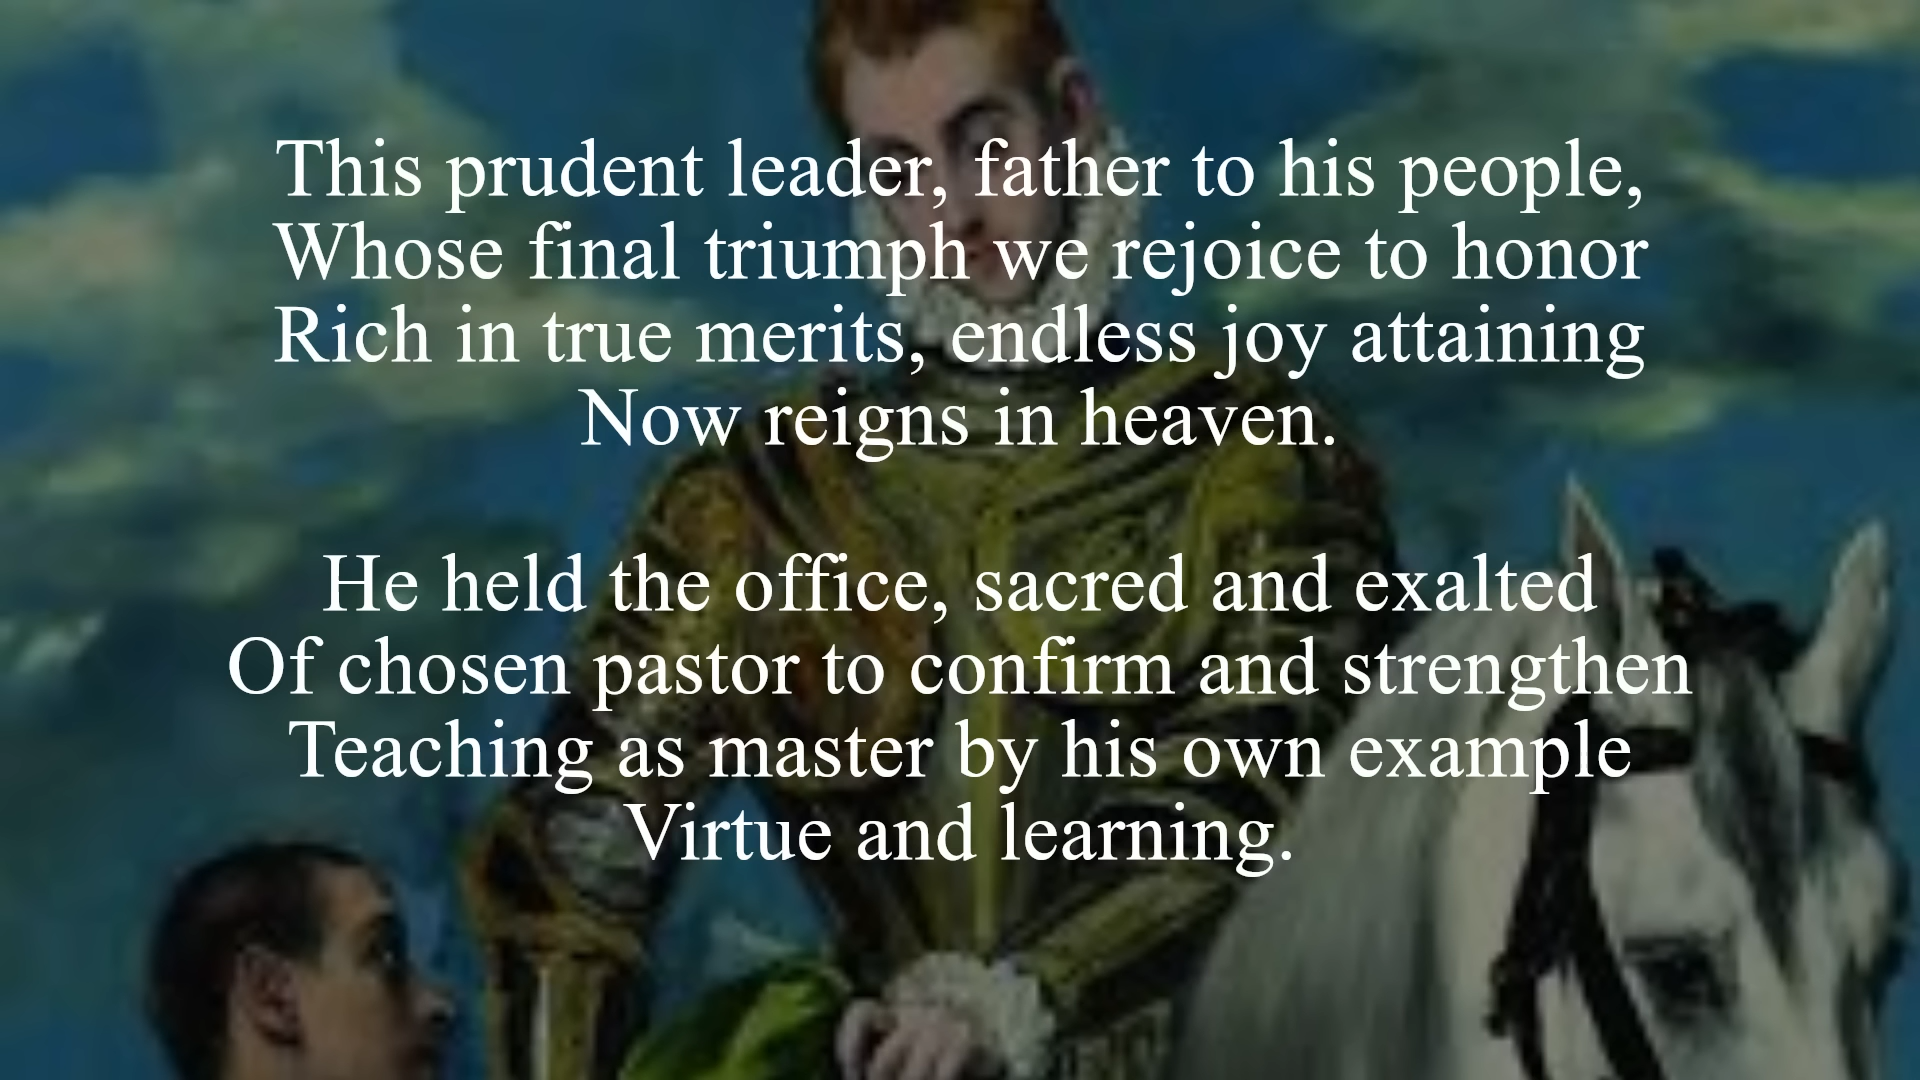 This prudent leader, father to his people,
Whose final triumph we rejoice to honor
Rich in true merits, endless joy attaining
Now reigns in heaven.
He held the office, sacred and exalted
Of chosen pastor to confirm and strengthen
Teaching as master by his own example
Virtue and learning.